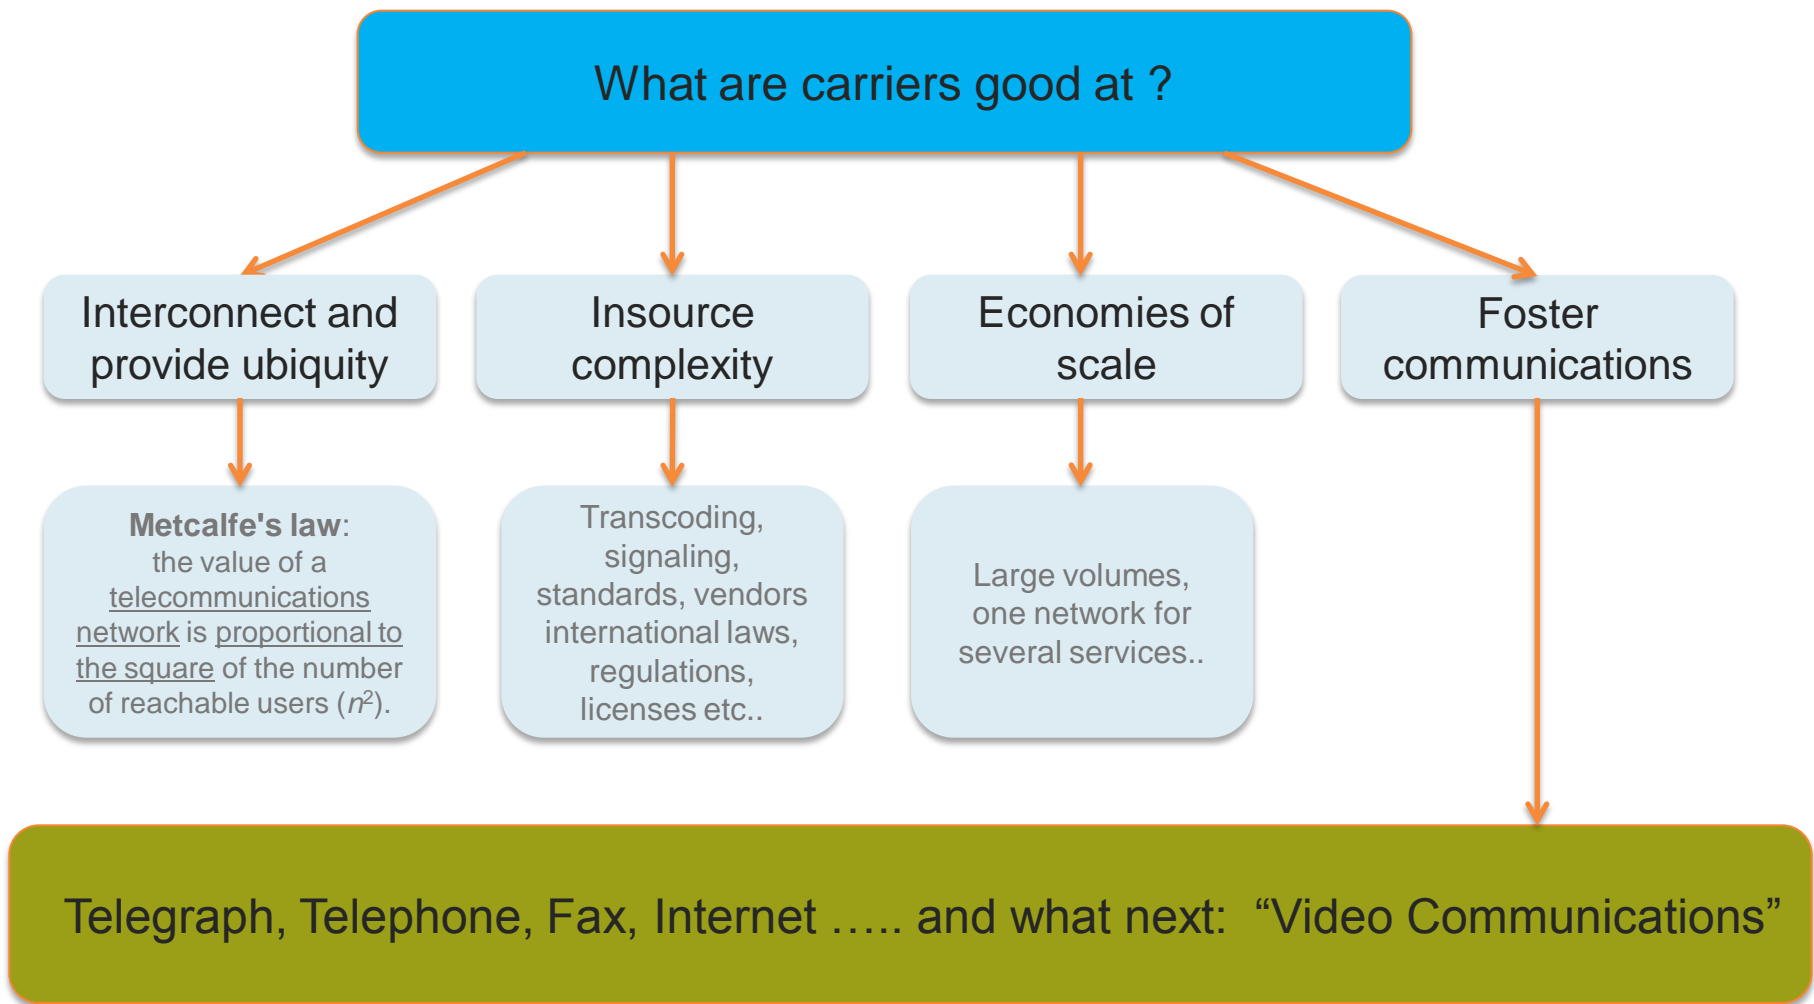 What are carriers good at ?
Interconnect and
provide ubiquity
Insource
complexity
Economies of
scale
Foster
communications
Metcalfe's law:
the value of a
telecommunications
network is proportional to
the square of the number
of reachable users (n²).
Transcoding,
signaling,
standards, vendors
international laws,
regulations,
licenses etc..
Large volumes,
one network for
several services..
Telegraph, Telephone, Fax, Internet ….. and what next: “Video Communications”